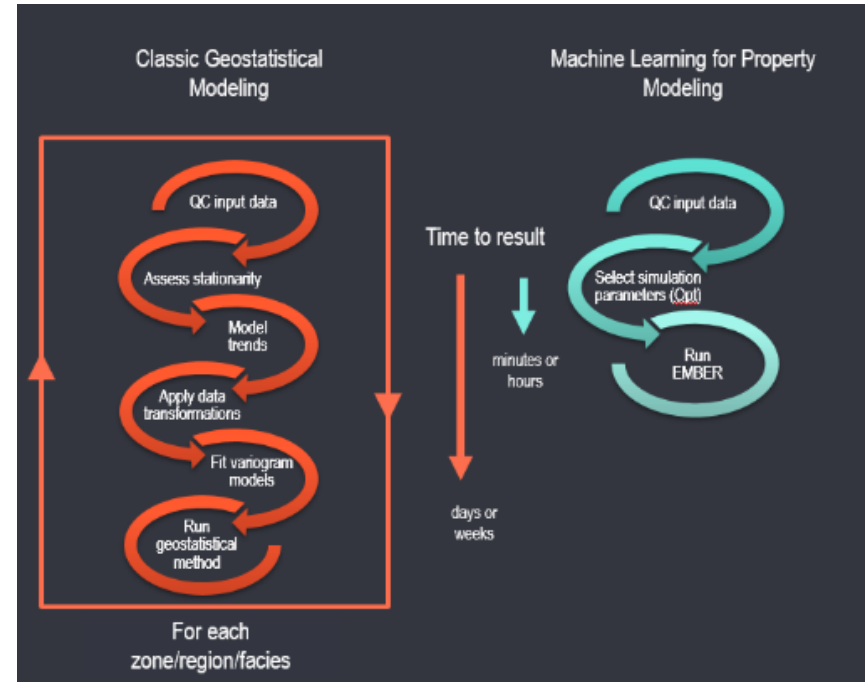 Classic Geostatistical
Modeling
QC input data
Assess stationarity
Model
trends
Apply data
transformations
Fit variogram
models
Run
geostatistical
method
For each
zone/region/facies
Time to result
minutes or
hours
days or
weeks
Machine Learning for Property
Modeling
QC input data
Select simulation
parameters (Opt)
Run
EMBER